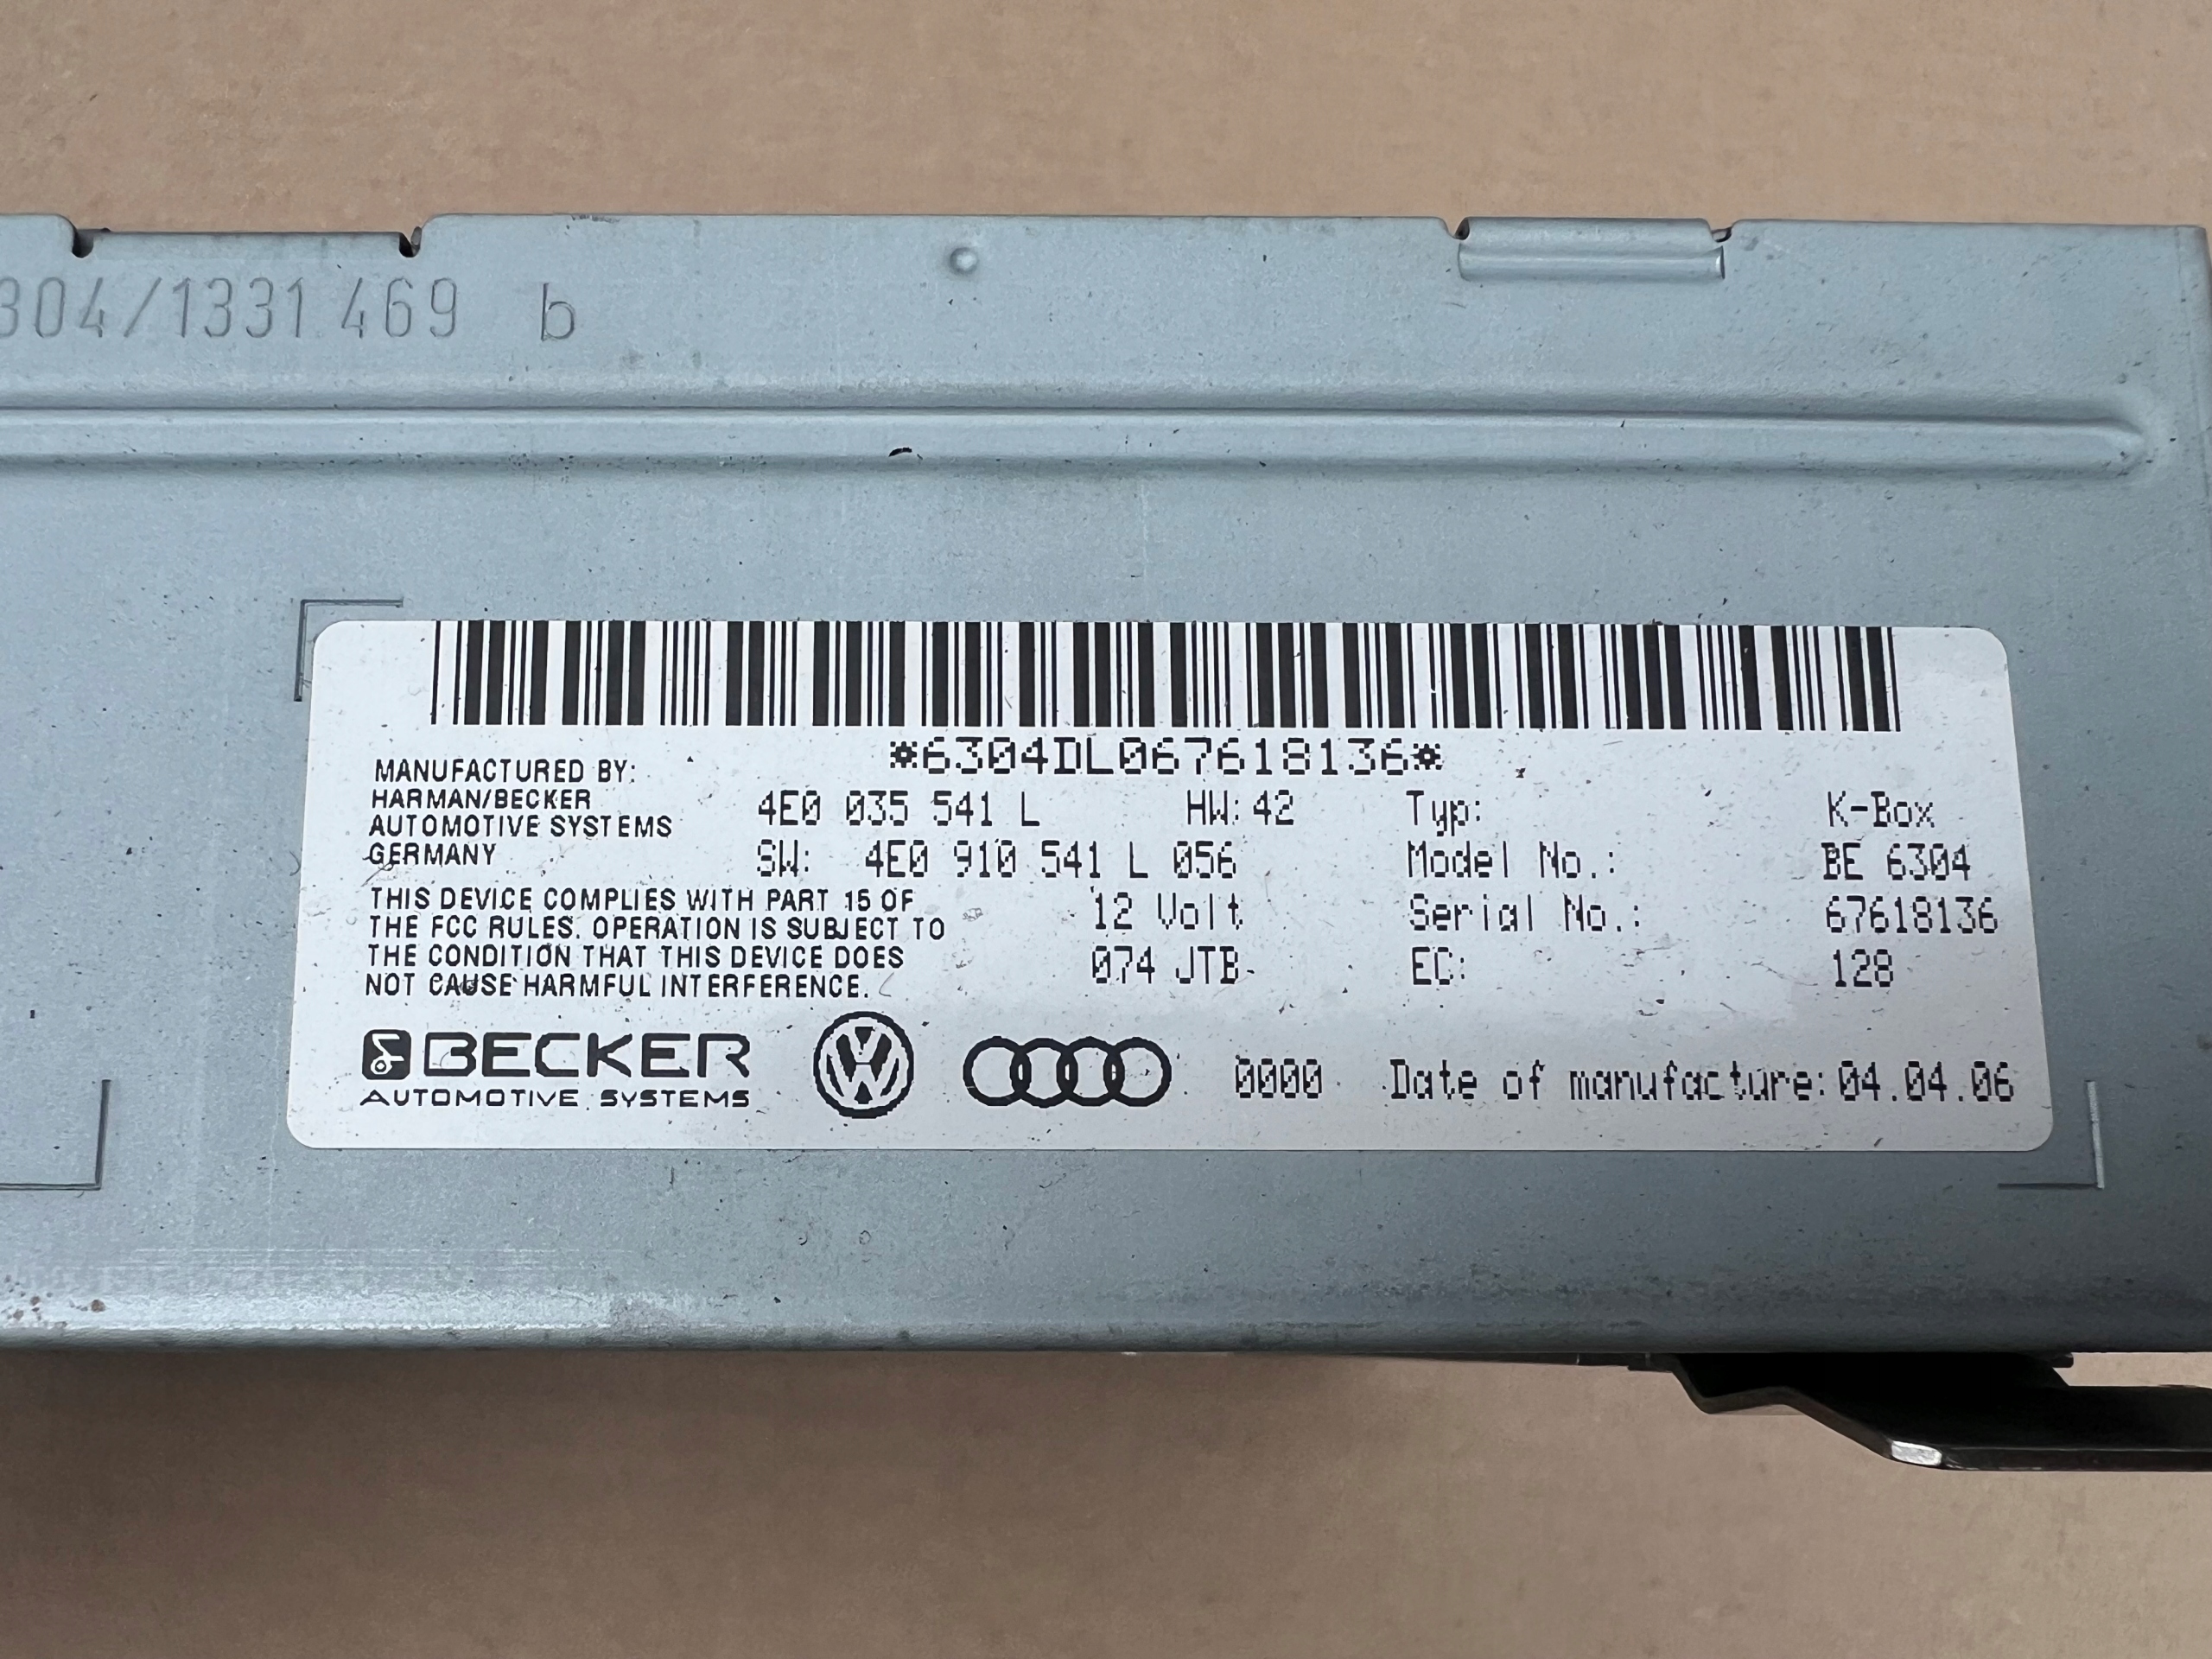 304/1331 469 b
*6304DL067618136*
MANUFACTURED BY:
HARMAN/BECKER
AUTOMOTIVE SYSTEMS
GERMANY
4E0 035 541 L HW: 42
SW: 4E0 910 541 L 056
12 Volt
074 JTB
Typ: K-Box
Model No.: BE 6304
Serial No.: 67618136
EC: 128
THIS DEVICE COMPLIES WITH PART 15 OF
THE FCC RULES. OPERATION IS SUBJECT TO
THE CONDITION THAT THIS DEVICE DOES
NOT CAUSE HARMFUL INTERFERENCE.
BECKER
AUTOMOTIVE SYSTEMS
0000 Date of manufacture: 04.04.06